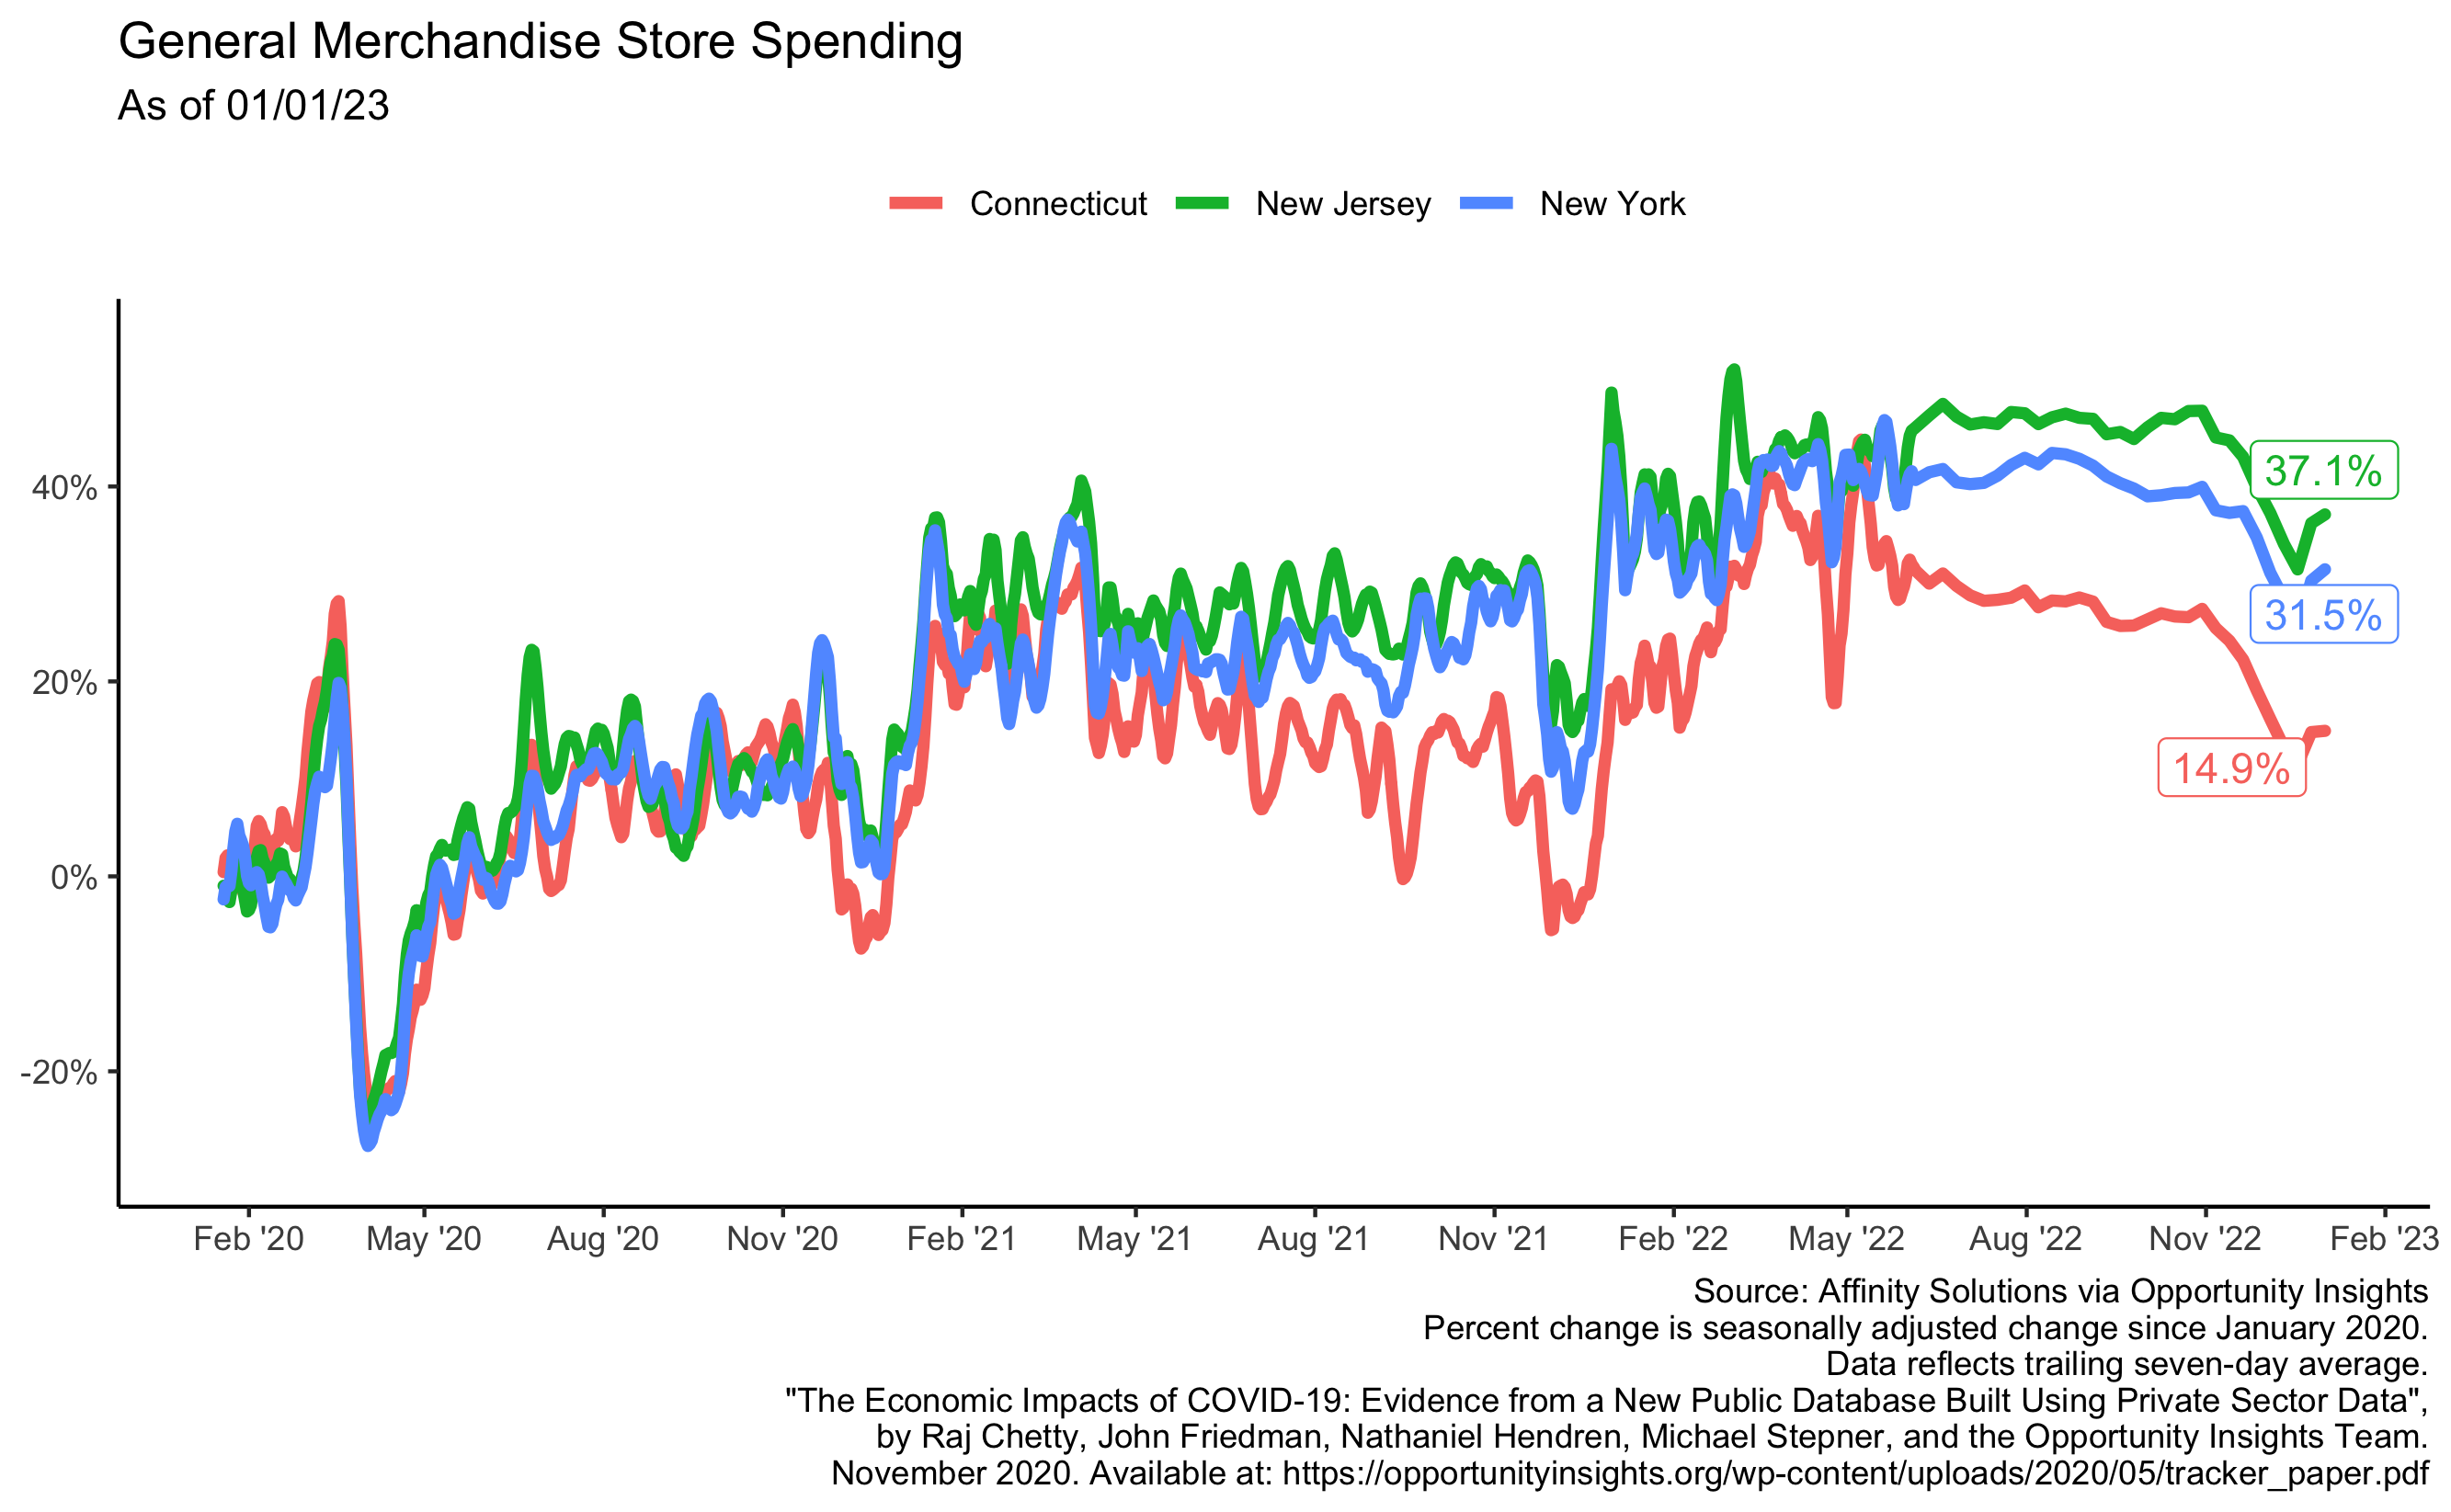 General Merchandise Store Spending
As of 01/01/23
Connecticut New Jersey New York
40%
20%
0%
-20%
37.1%
31.5%
14.9%
Feb '20 May '20 Aug '20 Nov '20 Feb '21 May '21 Aug '21 Nov '21 Feb '22 May '22 Aug '22 Nov '22 Feb '23
Source: Affinity Solutions via Opportunity Insights
Percent change is seasonally adjusted change since January 2020.
Data reflects trailing seven-day average.
"The Economic Impacts of COVID-19: Evidence from a New Public Database Built Using Private Sector Data",
by Raj Chetty, John Friedman, Nathaniel Hendren, Michael Stepner, and the Opportunity Insights Team.
November 2020. Available at: https://opportunityinsights.org/wp-content/uploads/2020/05/tracker_paper.pdf